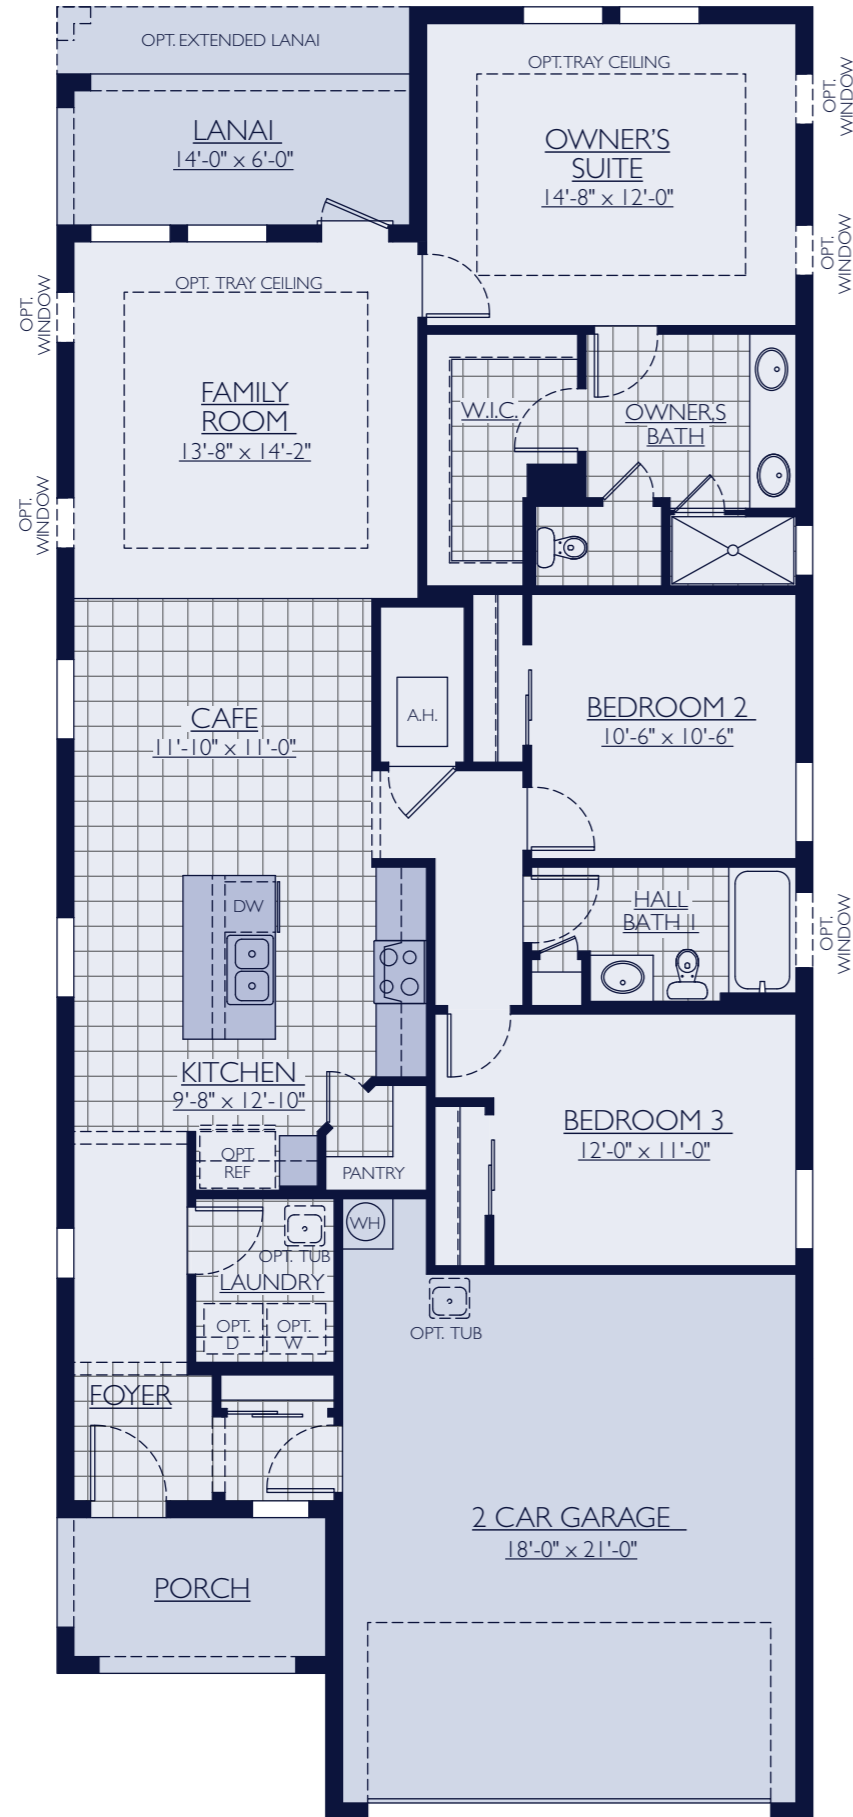 OPT. EXTENDED LANAI
LANAI
14'-0" x 6'-0"
OPT. TRAY CEILING
OWNER'S
SUITE
14'-8" x 12'-0"
OPT.
WINDOW
OPT.
WINDOW
OPT. TRAY CEILING
OPT.
WINDOW
FAMILY
ROOM
13'-8" x 14'-2"
OPT.
WINDOW
W.I.C.
OWNER'S
BATH
CAFE
11'-10" x 11'-0"
A.H.
BEDROOM 2
10'-6" x 10'-6"
DW
HALL
BATH 1
OPT.
WINDOW
KITCHEN
9'-8" x 12'-10"
OPT.
REF
PANTRY
BEDROOM 3
12'-0" x 11'-0"
WH
OPT. TUB
LAUNDRY
OPT.
D
OPT.
W
OPT. TUB
FOYER
2 CAR GARAGE
18'-0" x 21'-0"
PORCH